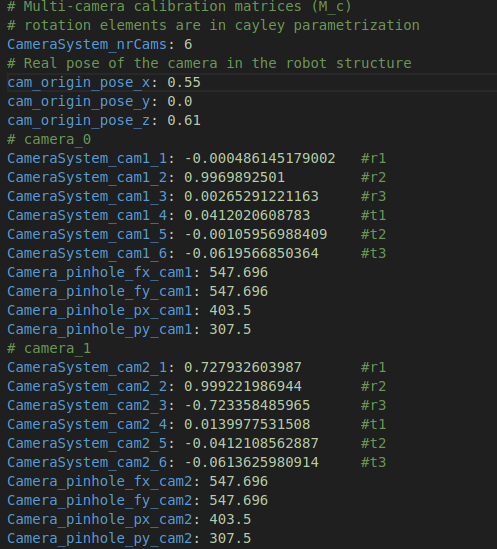 # Multi-camera calibration matrices (M_c)
# rotation elements are in cayley parametrization
CameraSystem_nrCams: 6
# Real pose of the camera in the robot structure
cam_origin_pose_x: 0.55
cam_origin_pose_y: 0.0
cam_origin_pose_z: 0.61
# camera_0
CameraSystem_cam1_1: -0.000486145179002 #r1
CameraSystem_cam1_2: 0.9969892501 #r2
CameraSystem_cam1_3: 0.00265291221163 #r3
CameraSystem_cam1_4: 0.0412020608783 #t1
CameraSystem_cam1_5: -0.00105956988409 #t2
CameraSystem_cam1_6: -0.0619566850364 #t3
Camera_pinhole_fx_cam1: 547.696
Camera_pinhole_fy_cam1: 547.696
Camera_pinhole_px_cam1: 403.5
Camera_pinhole_py_cam1: 307.5
# camera_1
CameraSystem_cam2_1: 0.727932603987 #r1
CameraSystem_cam2_2: 0.999221986944 #r2
CameraSystem_cam2_3: -0.723358485965 #r3
CameraSystem_cam2_4: 0.0139977531508 #t1
CameraSystem_cam2_5: -0.0412108562887 #t2
CameraSystem_cam2_6: -0.0613625980914 #t3
Camera_pinhole_fx_cam2: 547.696
Camera_pinhole_fy_cam2: 547.696
Camera_pinhole_px_cam2: 403.5
Camera_pinhole_py_cam2: 307.5